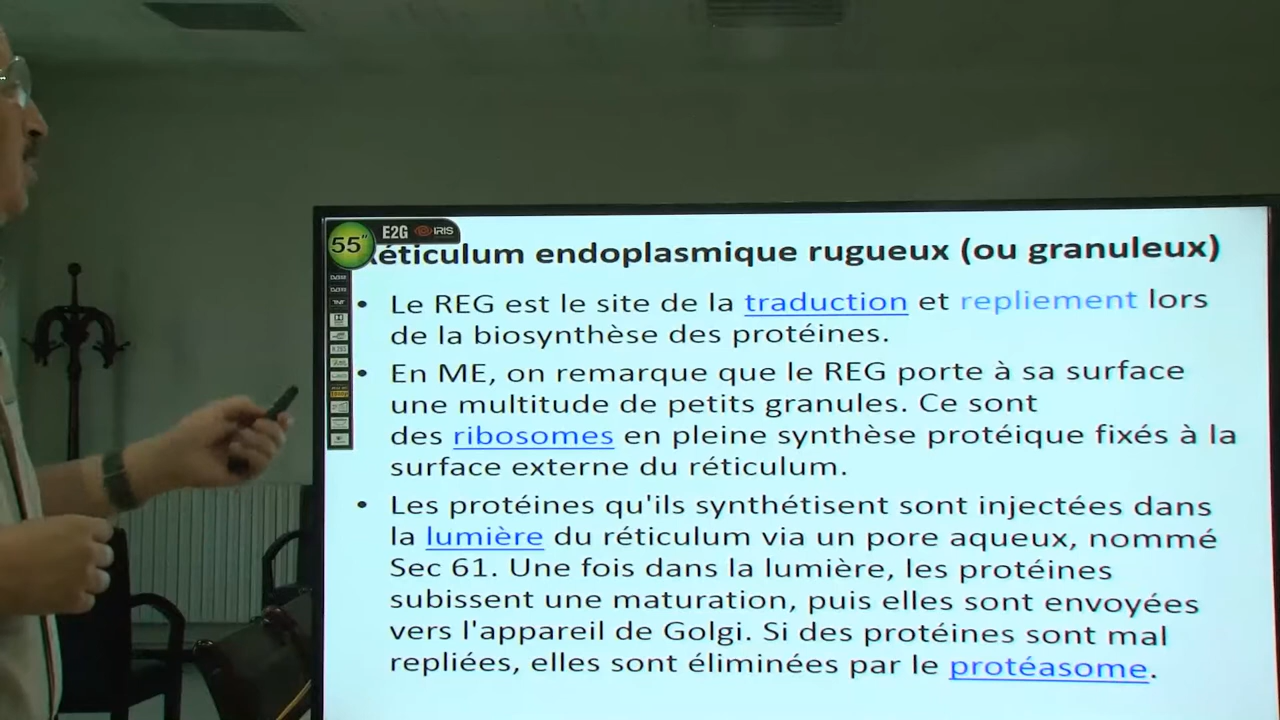 55"
E2G IRIS
Réticulum endoplasmique rugueux (ou granuleux)
• Le REG est le site de la traduction et repliement lors
de la biosynthèse des protéines.
• En ME, on remarque que le REG porte à sa surface
une multitude de petits granules. Ce sont
des ribosomes en pleine synthèse protéique fixés à la
surface externe du réticulum.
• Les protéines qu'ils synthétisent sont injectées dans
la lumière du réticulum via un pore aqueux, nommé
Sec 61. Une fois dans la lumière, les protéines
subissent une maturation, puis elles sont envoyées
vers l'appareil de Golgi. Si des protéines sont mal
repliées, elles sont éliminées par le protéasome.